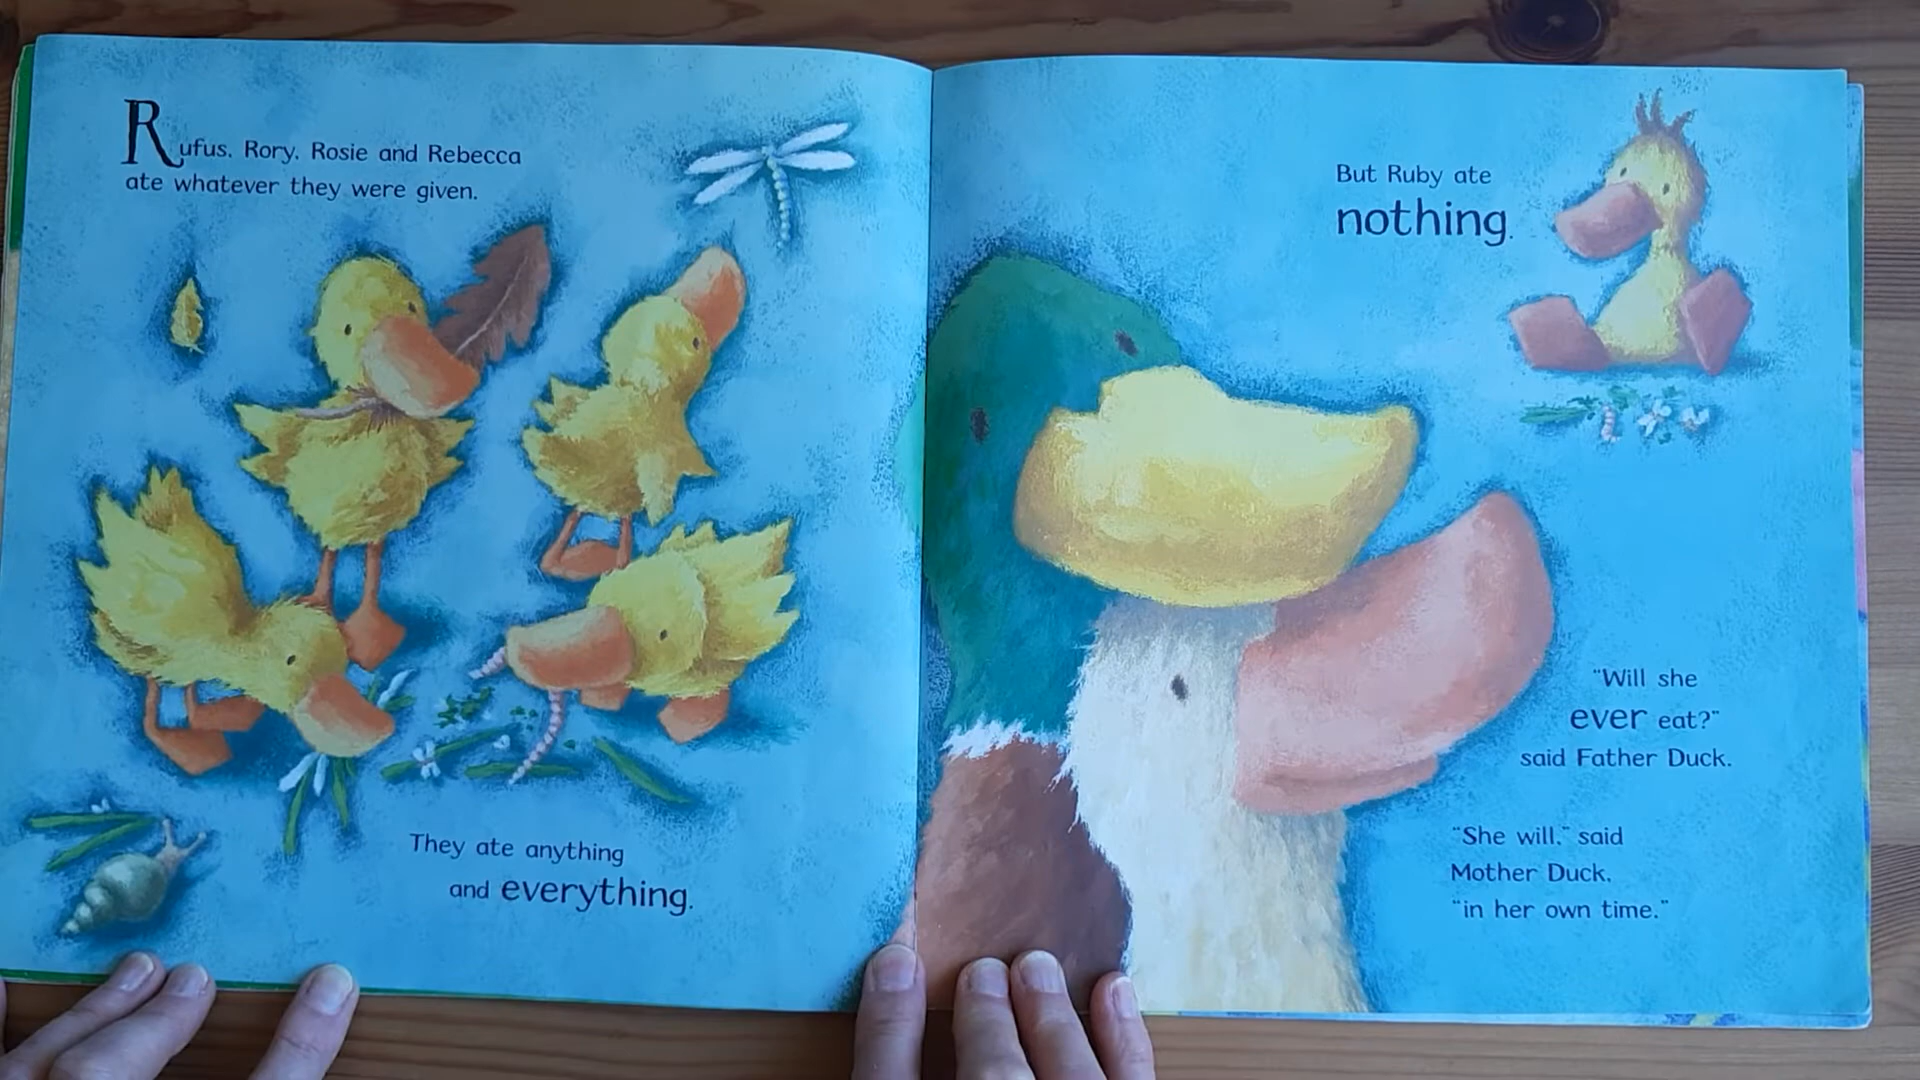 Rufus, Rory, Rosie and Rebecca
ate whatever they were given.
They ate anything
and everything.
But Ruby ate
nothing.
"Will she
ever eat?"
said Father Duck.
"She will," said
Mother Duck,
"in her own time."